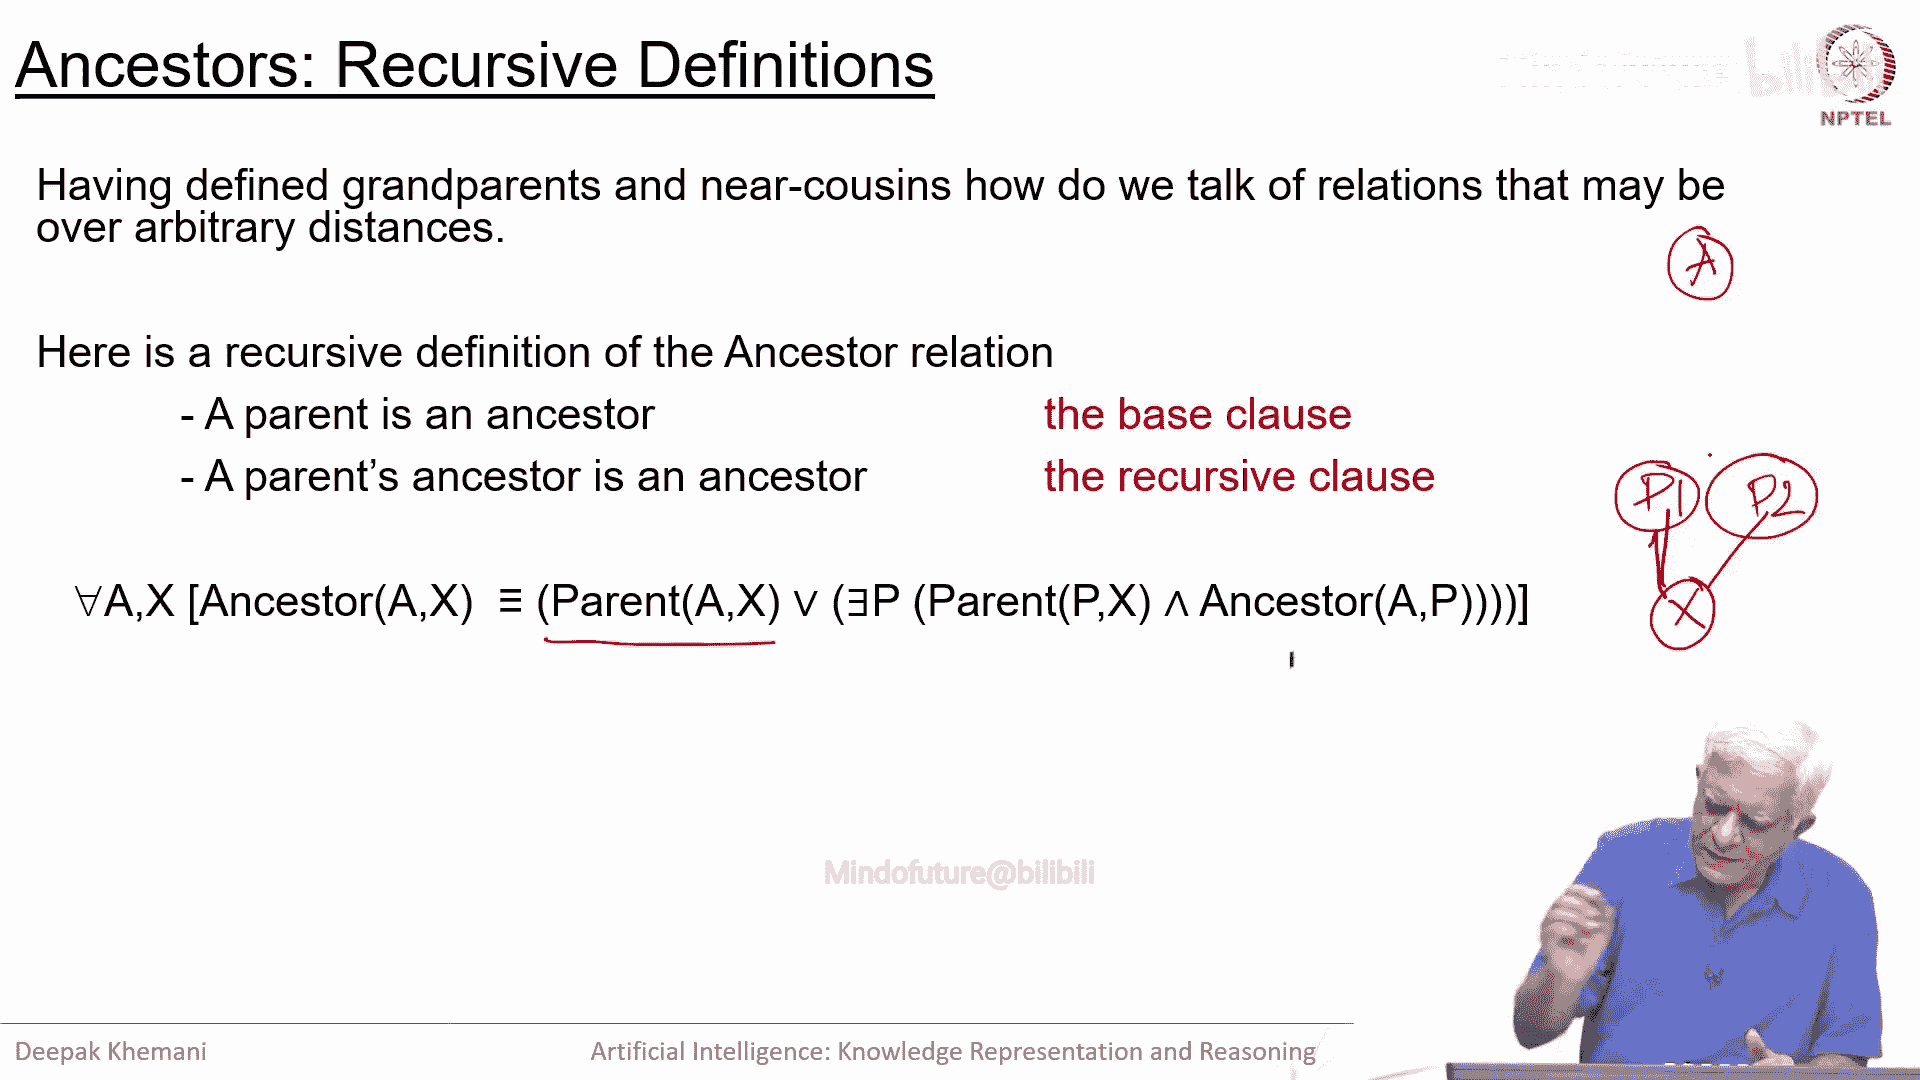 Ancestors: Recursive Definitions
NPTEL
Having defined grandparents and near-cousins how do we talk of relations that may be
over arbitrary distances.
A
Here is a recursive definition of the Ancestor relation
- A parent is an ancestor the base clause
- A parent’s ancestor is an ancestor the recursive clause
P1 P2
∀A,X [Ancestor(A,X) ≡ (Parent(A,X) ∨ (∃P (Parent(P,X) ∧ Ancestor(A,P))))]
X
Mindofuture@bilibili
Deepak Khemani Artificial Intelligence: Knowledge Representation and Reasoning